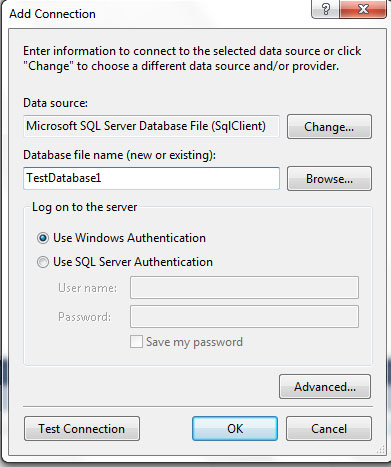 Add Connection
?
Enter information to connect to the selected data source or click
"Change" to choose a different data source and/or provider.
Data source:
Microsoft SQL Server Database File (SqlClient)
Change...
Database file name (new or existing):
TestDatabase1
Browse...
Log on to the server
Use Windows Authentication
Use SQL Server Authentication
User name:
Password:
Save my password
Advanced...
Test Connection
OK
Cancel